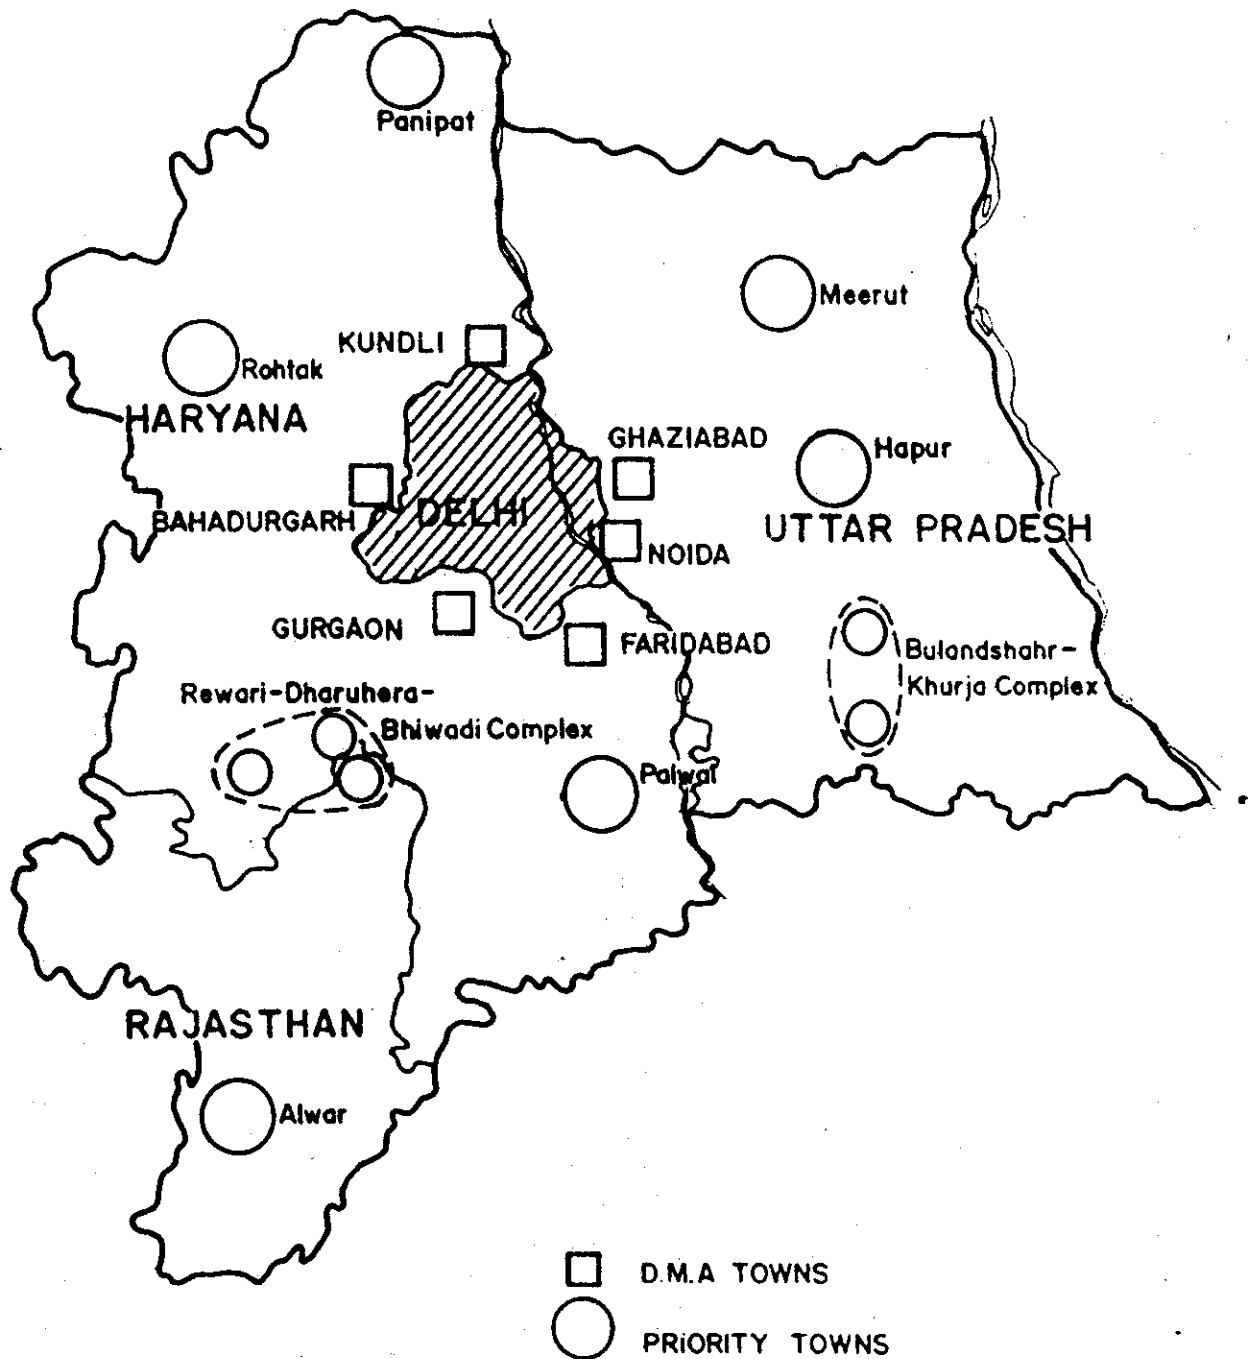 Panipat
Meerut
KUNDLI
Rohtak
HARYANA
GHAZIABAD
Hapur
BAHADURGARH
DELHI
UTTAR PRADESH
NOIDA
GURGAON
FARIDABAD
Bulandshahr-
Khurja Complex
Rewari-Dharuhera-
Bhiwadi Complex
Palwal
RAJASTHAN
Alwar
D.M.A TOWNS
PRiORITY TOWNS